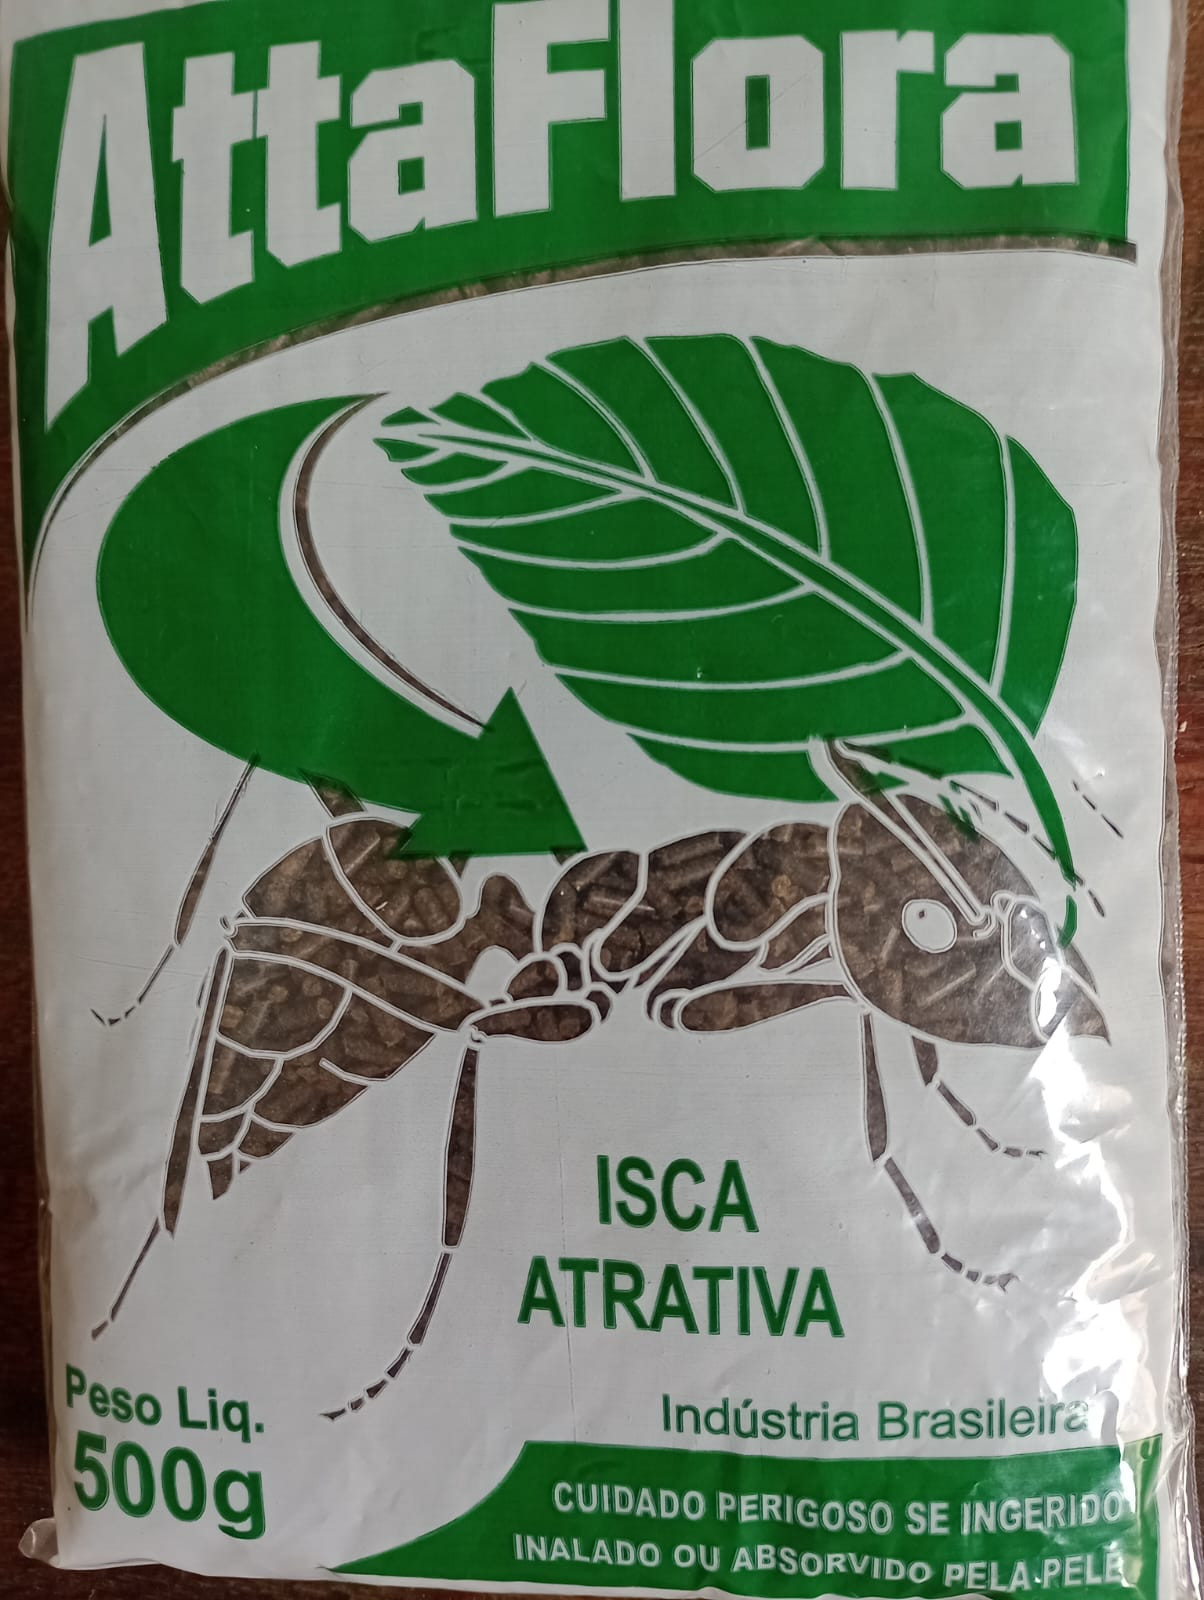 AttaFlora
ISCA
ATRATIVA
Peso Liq.
500g
Indústria Brasileira
CUIDADO PERIGOSO SE INGERIDO
INALADO OU ABSORVIDO PELA PELE